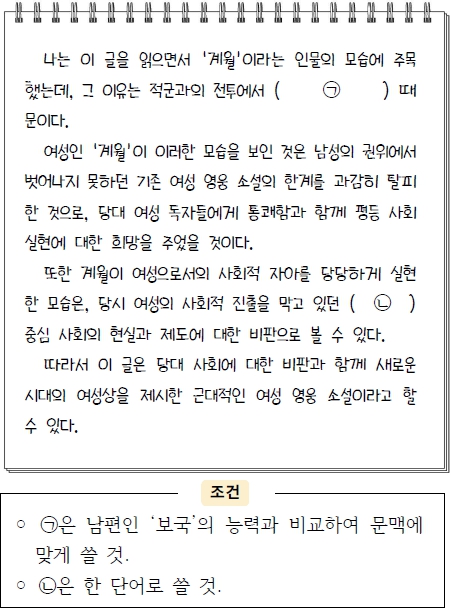 나는 이 글을 읽으면서 '계월'이라는 인물의 모습에 주목
했는데, 그 이유는 적군과의 전투에서 ( ㉠ ) 때
문이다.
여성인 '계월'이 이러한 모습을 보인 것은 남성의 권위에서
벗어나지 못하던 기존 여성 영웅 소설의 한계를 과감히 탈피
한 것으로, 당대 여성 독자들에게 통쾌함과 함께 평등 사회
실현에 대한 희망을 주었을 것이다.
또한 계월이 여성으로서의 사회적 자아를 당당하게 실현
한 모습은, 당시 여성의 사회적 진출을 막고 있던 ( ㉡ )
중심 사회의 현실과 제도에 대한 비판으로 볼 수 있다.
따라서 이 글은 당대 사회에 대한 비판과 함께 새로운
시대의 여성상을 제시한 근대적인 여성 영웅 소설이라고 할
수 있다.
조건
○ ㉠은 남편인 '보국'의 능력과 비교하여 문맥에
맞게 쓸 것.
○ ㉡은 한 단어로 쓸 것.